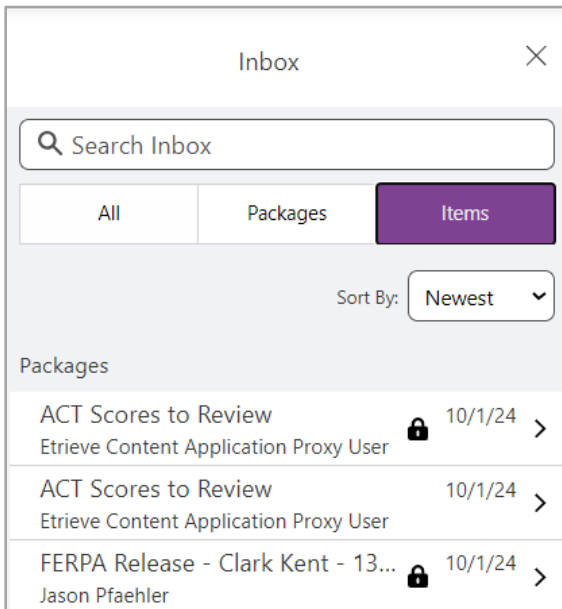 Inbox
Search Inbox
All Packages Items
Sort By: Newest
Packages
ACT Scores to Review 10/1/24
Etrieve Content Application Proxy User
ACT Scores to Review 10/1/24
Etrieve Content Application Proxy User
FERPA Release - Clark Kent - 13... 10/1/24
Jason Pfaehler